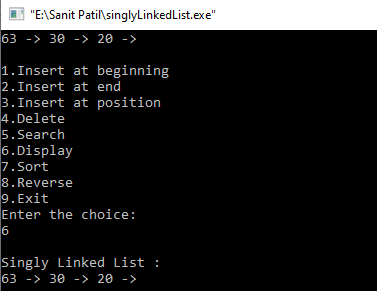 "E:\Sanit Patil\singlyLinkedList.exe"
63 -> 30 -> 20 ->
1.Insert at beginning
2.Insert at end
3.Insert at position
4.Delete
5.Search
6.Display
7.Sort
8.Reverse
9.Exit
Enter the choice:
6
Singly Linked List :
63 -> 30 -> 20 ->